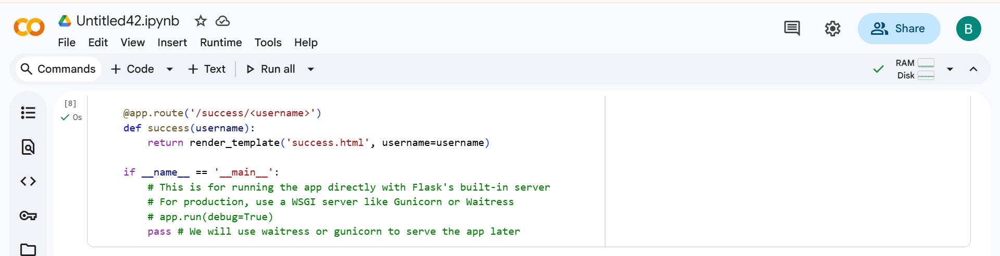 Untitled42.ipynb
File Edit View Insert Runtime Tools Help
Share
B
Commands + Code + Text Run all
RAM
Disk
[8]
0s
@app.route('/success/<username>')
def success(username):
    return render_template('success.html', username=username)
if __name__ == '__main__':
    # This is for running the app directly with Flask's built-in server
    # For production, use a WSGI server like Gunicorn or Waitress
    # app.run(debug=True)
    pass # We will use waitress or gunicorn to serve the app later